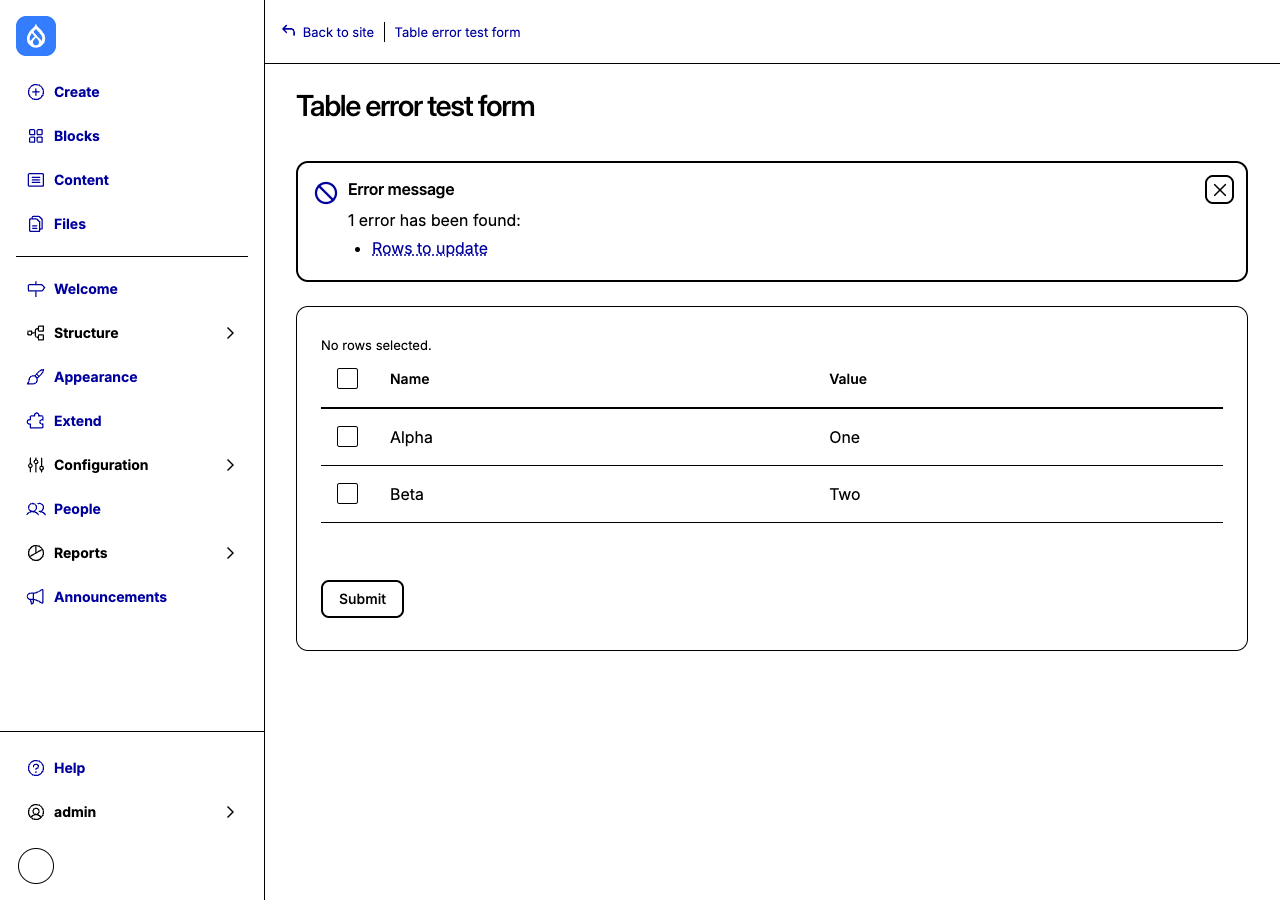 Back to site
Table error test form
Create
Blocks
Content
Files
Welcome
Structure
Appearance
Extend
Configuration
People
Reports
Announcements
Help
admin
Table error test form
Error message
1 error has been found:
Rows to update
No rows selected.
Name Value
Alpha One
Beta Two
Submit